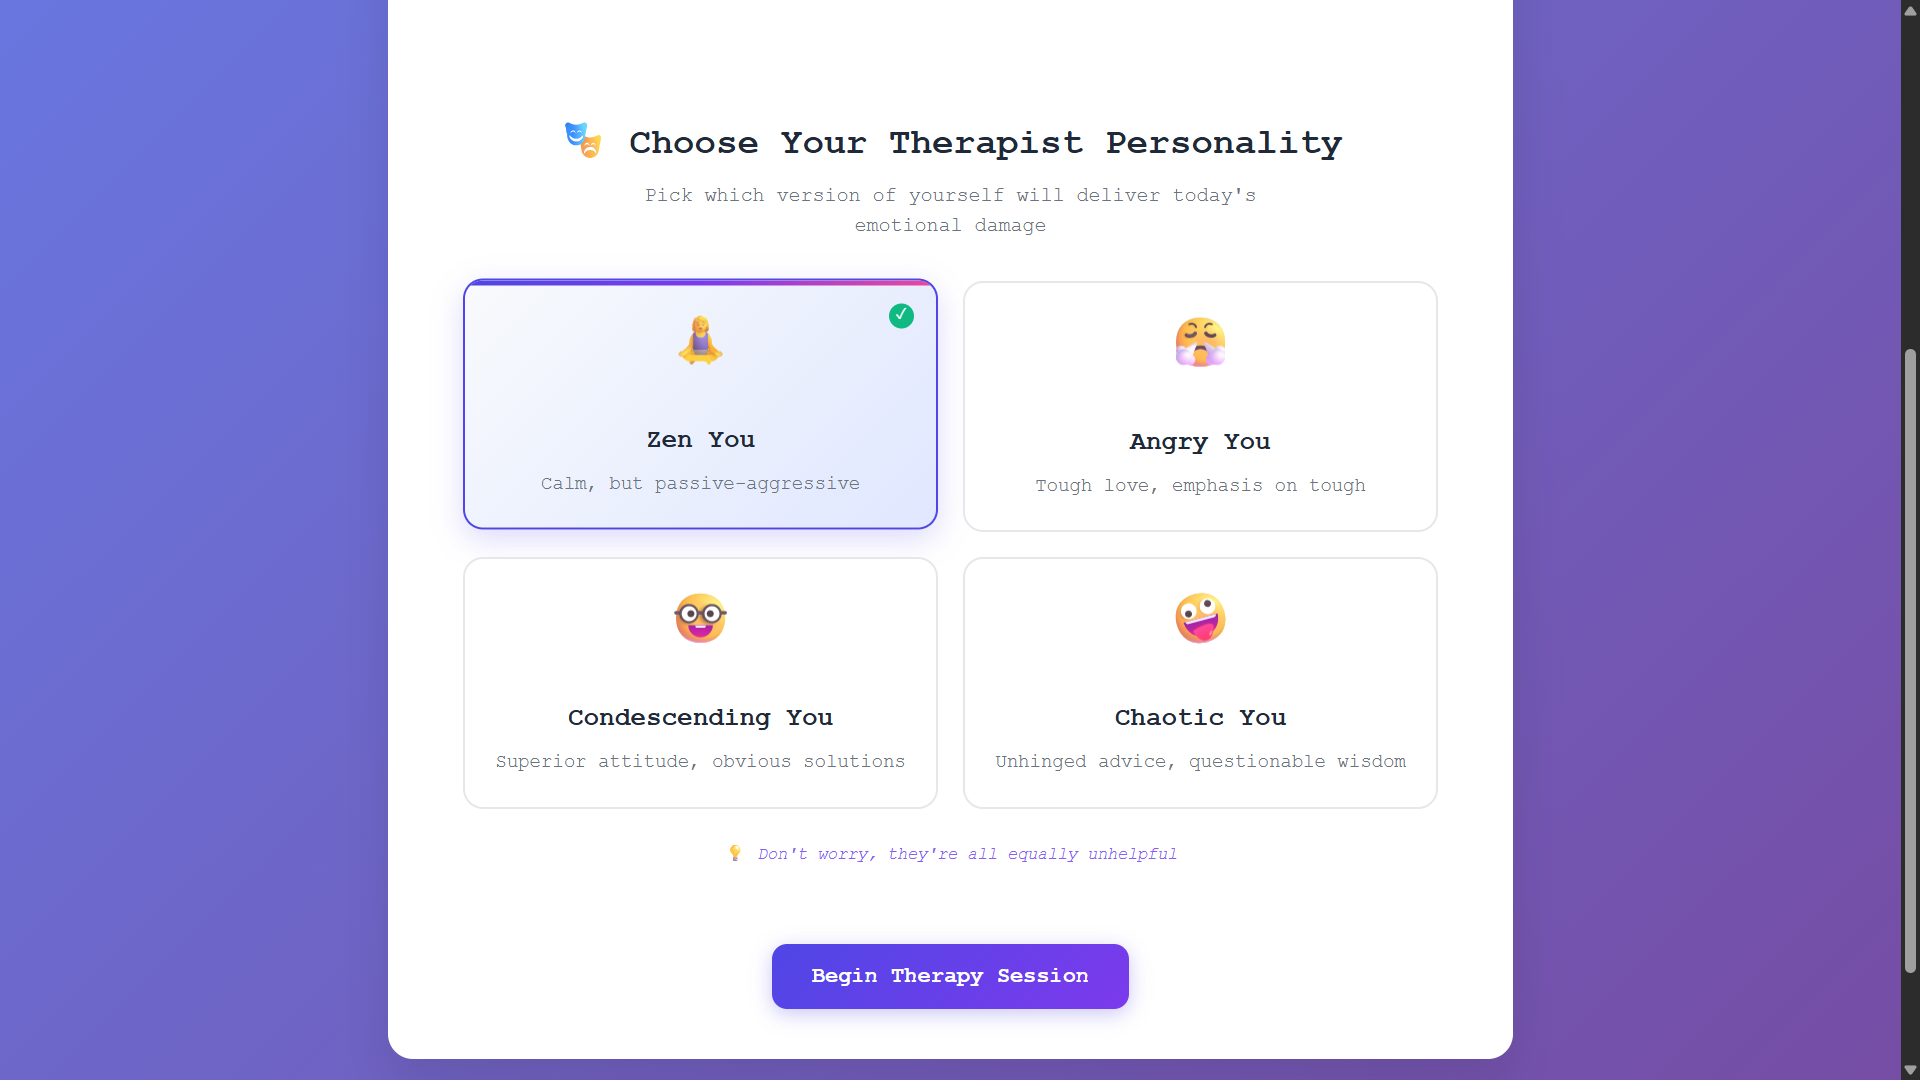 Choose Your Therapist Personality
Pick which version of yourself will deliver today's
emotional damage
Zen You
Calm, but passive-aggressive
Angry You
Tough love, emphasis on tough
Condescending You
Superior attitude, obvious solutions
Chaotic You
Unhinged advice, questionable wisdom
Don't worry, they're all equally unhelpful
Begin Therapy Session